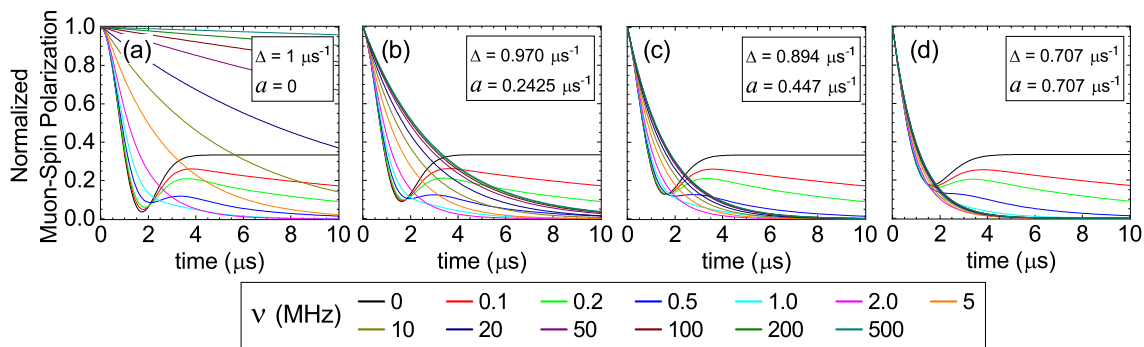 Normalized
Muon-Spin Polarization
1.0
0.8
0.6
0.4
0.2
0.0
(a)
Δ = 1 μs⁻¹
a = 0
0 2 4 6 8 10
time (μs)
(b)
Δ = 0.970 μs⁻¹
a = 0.2425 μs⁻¹
0 2 4 6 8 10
time (μs)
(c)
Δ = 0.894 μs⁻¹
a = 0.447 μs⁻¹
0 2 4 6 8 10
time (μs)
(d)
Δ = 0.707 μs⁻¹
a = 0.707 μs⁻¹
0 2 4 6 8 10
time (μs)
ν (MHz)
0 0.1 0.2 0.5 1.0 2.0 5
10 20 50 100 200 500